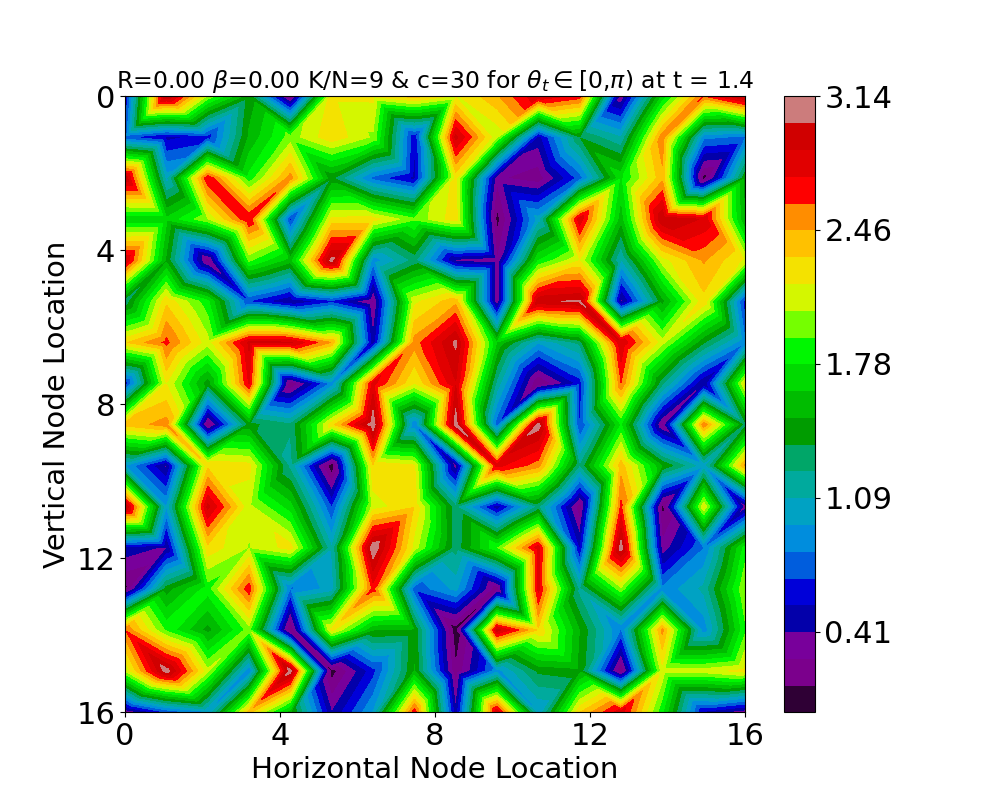 R=0.00 β=0.00 K/N=9 & c=30 for θₜ ∈ [0,π) at t = 1.4
0
4
8
12
16
0 4 8 12 16
Vertical Node Location
Horizontal Node Location
3.14
2.46
1.78
1.09
0.41